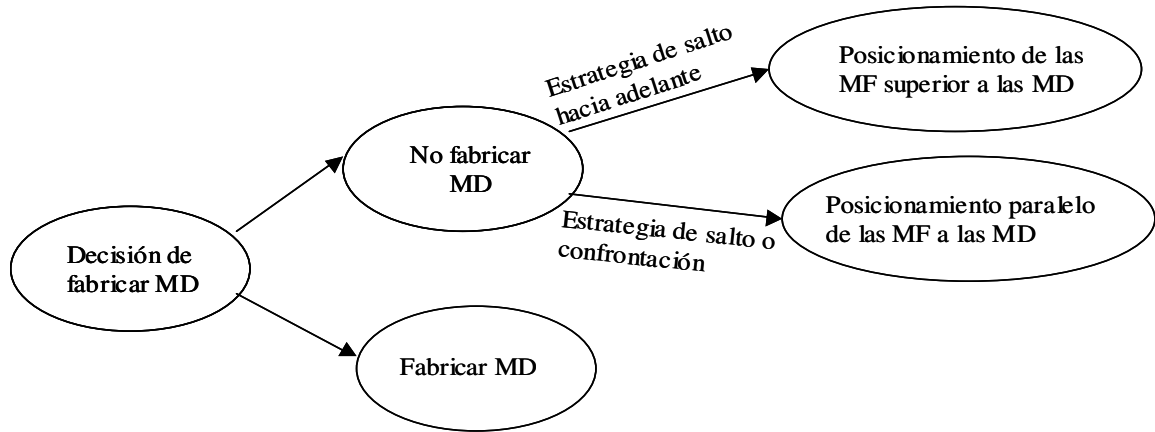 Estrategia de salto
hacia adelante
Posicionamiento de las
MF superior a las MD
No fabricar
MD
Estrategia de salto o
confrontación
Posicionamiento paralelo
de las MF a las MD
Decisión de
fabricar MD
Fabricar MD